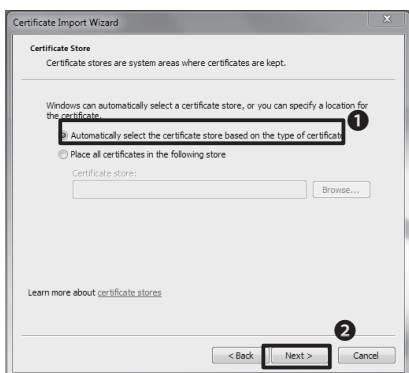 Certificate Import Wizard
X
Certificate Store
Certificate stores are system areas where certificates are kept.
Windows can automatically select a certificate store, or you can specify a location for
the certificate.
1
Automatically select the certificate store based on the type of certificate
Place all certificates in the following store
Certificate store:
Browse...
Learn more about certificate stores
2
< Back
Next >
Cancel